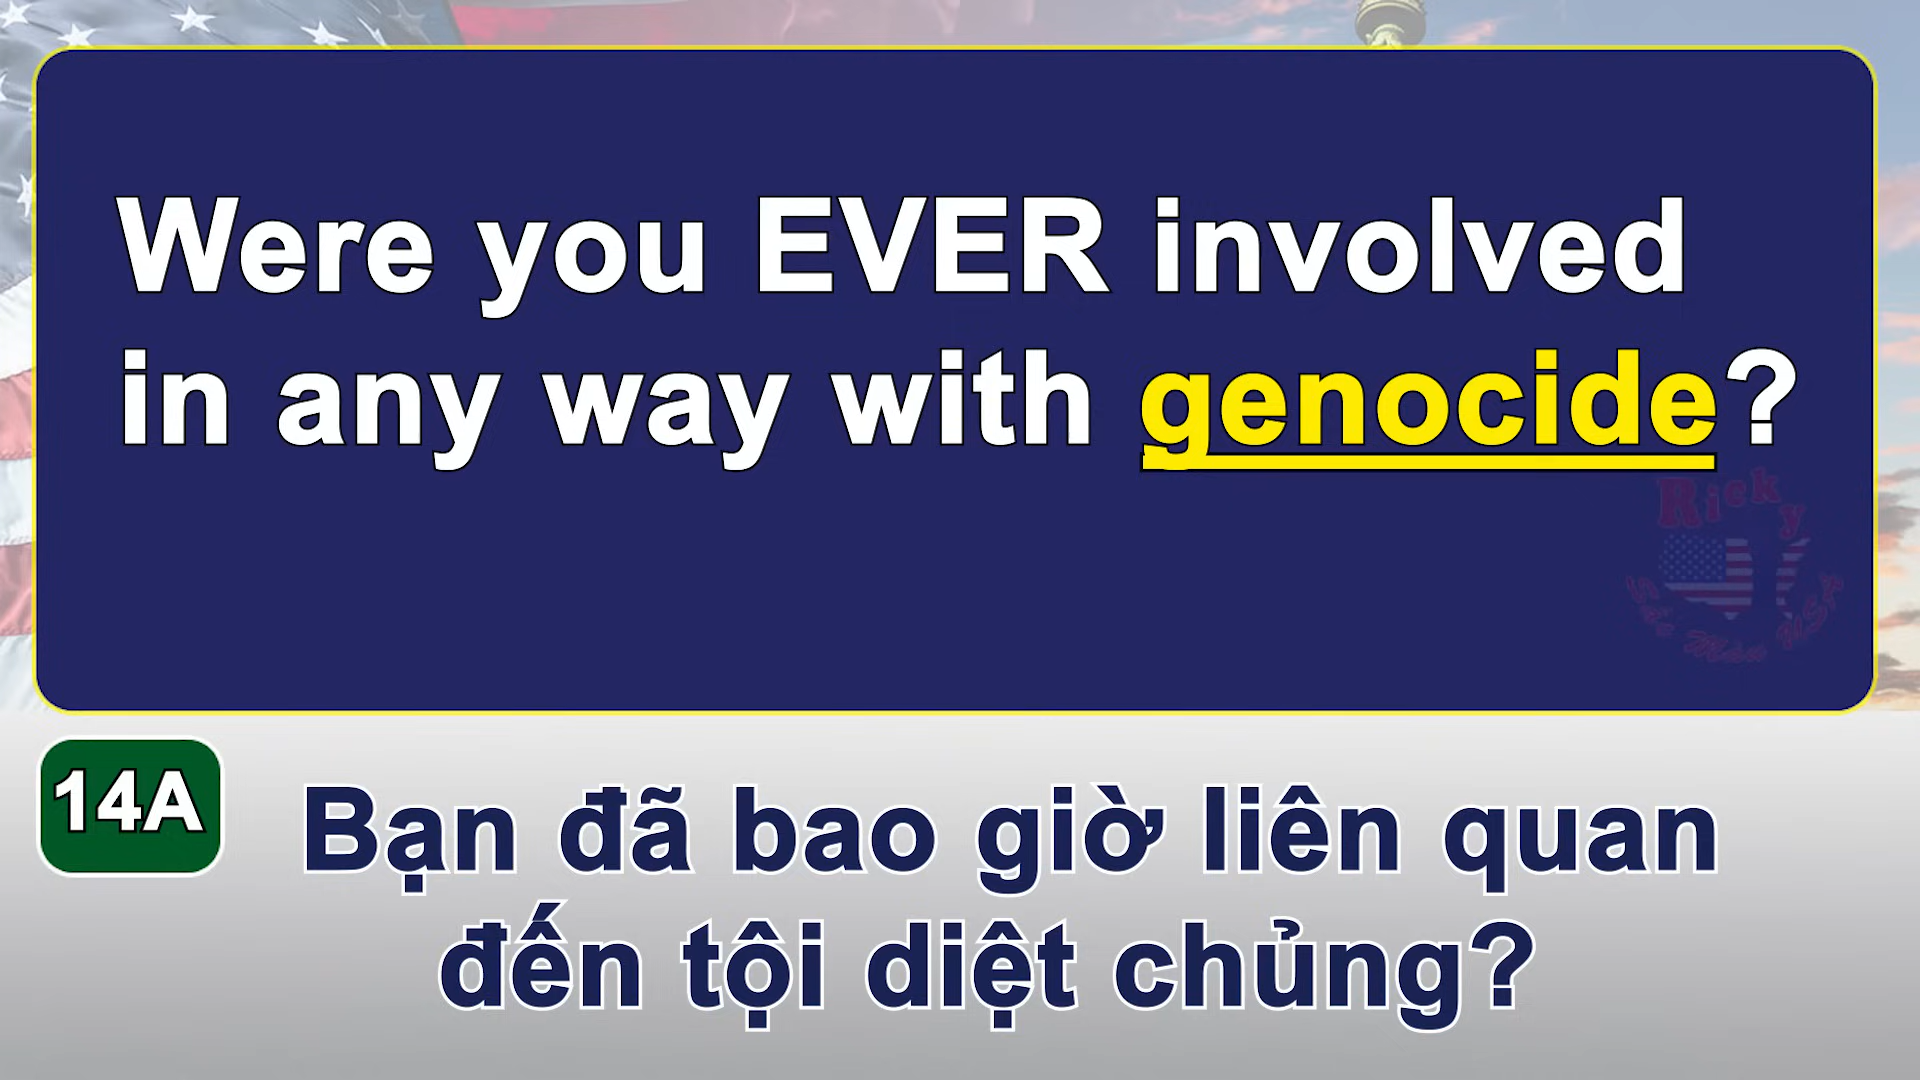 Were you EVER involved
in any way with genocide?
Ricky
14A
Bạn đã bao giờ liên quan
đến tội diệt chủng?